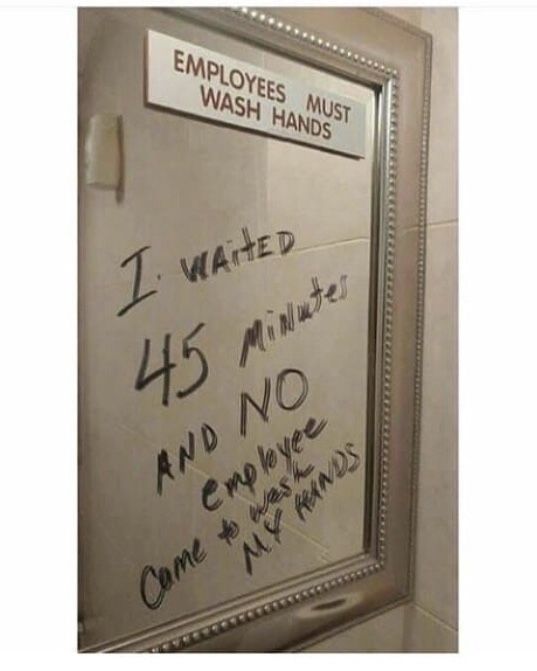 EMPLOYEES MUST
WASH HANDS
I WAITED
45 MINutes
AND NO
employee
Came to wash
MY HANDS